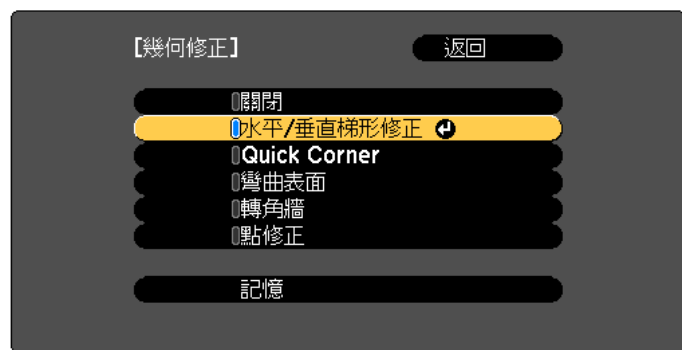 [幾何修正] 返回
關閉
水平/垂直梯形修正
Quick Corner
彎曲表面
轉角牆
點修正
記憶